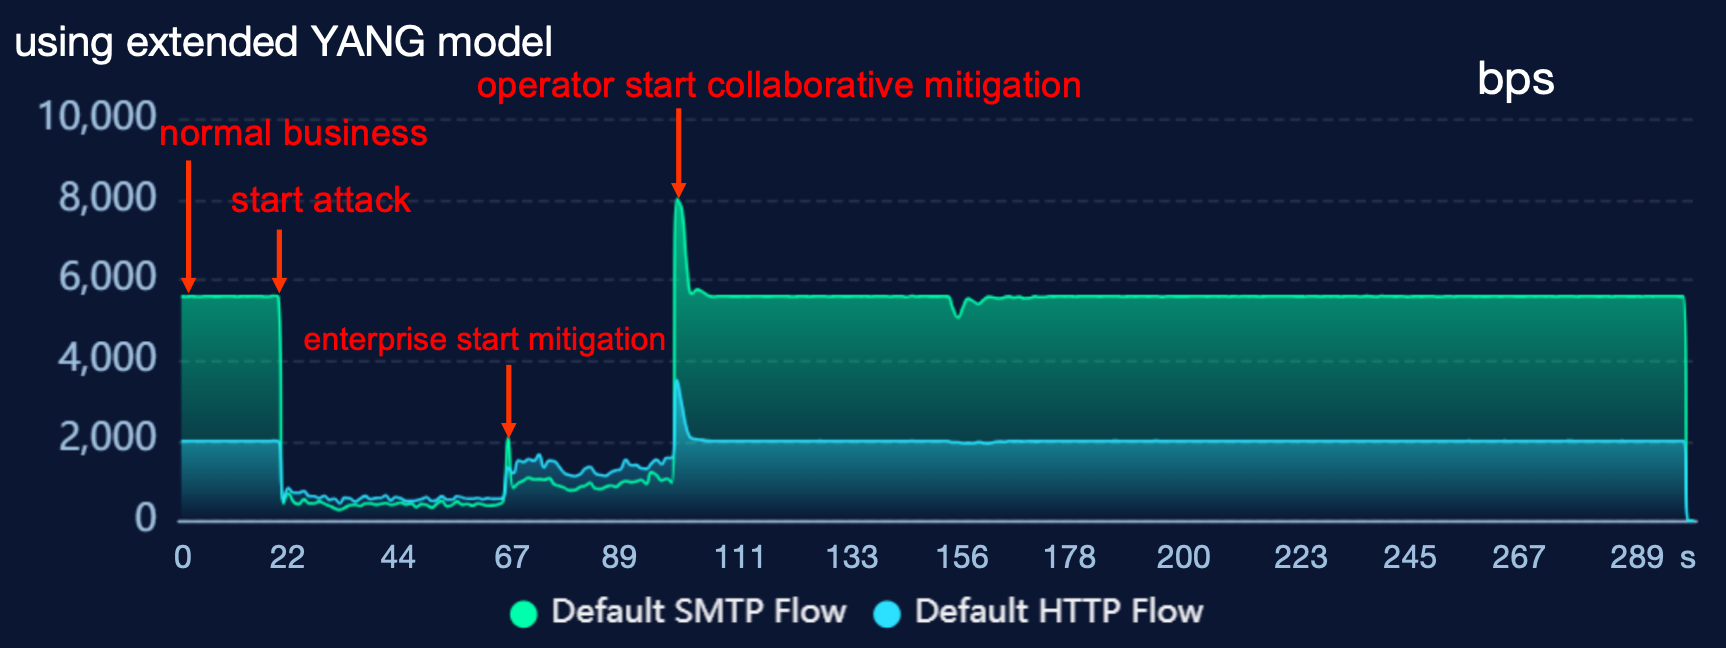 using extended YANG model
bps
operator start collaborative mitigation
10,000
normal business
8,000
start attack
6,000
enterprise start mitigation
4,000
2,000
0
0 22 44 67 89 111 133 156 178 200 223 245 267 289 s
Default SMTP Flow Default HTTP Flow